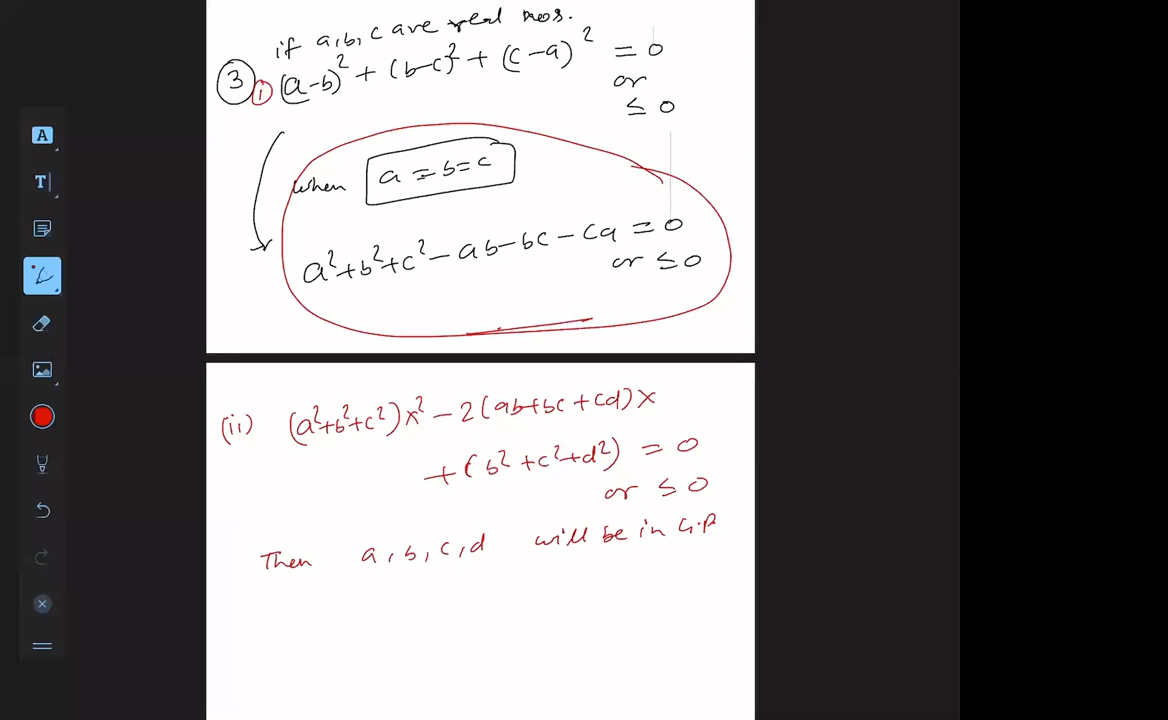 if a,b,c are real nos.
③ i (a-b)² + (b-c)² + (c-a)² = 0
or
≤ 0
when a = b = c
a²+b²+c² - ab - bc - ca = 0
or ≤ 0
(ii) (a²+b²+c²)x² - 2(ab+bc+cd)x
+ (b²+c²+d²) = 0
or ≤ 0
Then a, b, c, d will be in G.P
A
T